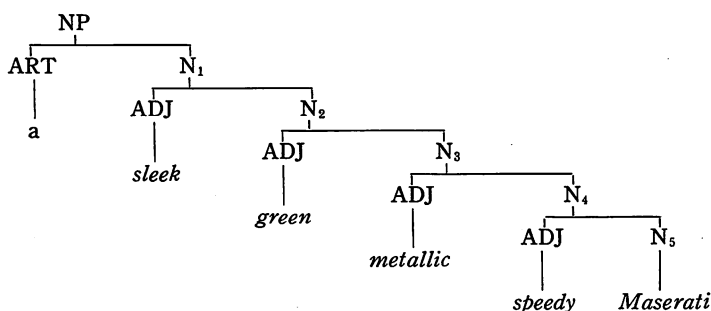 NP
ART N₁
a ADJ N₂
sleek ADJ N₃
green ADJ N₄
metallic ADJ N₅
speedy Maserati